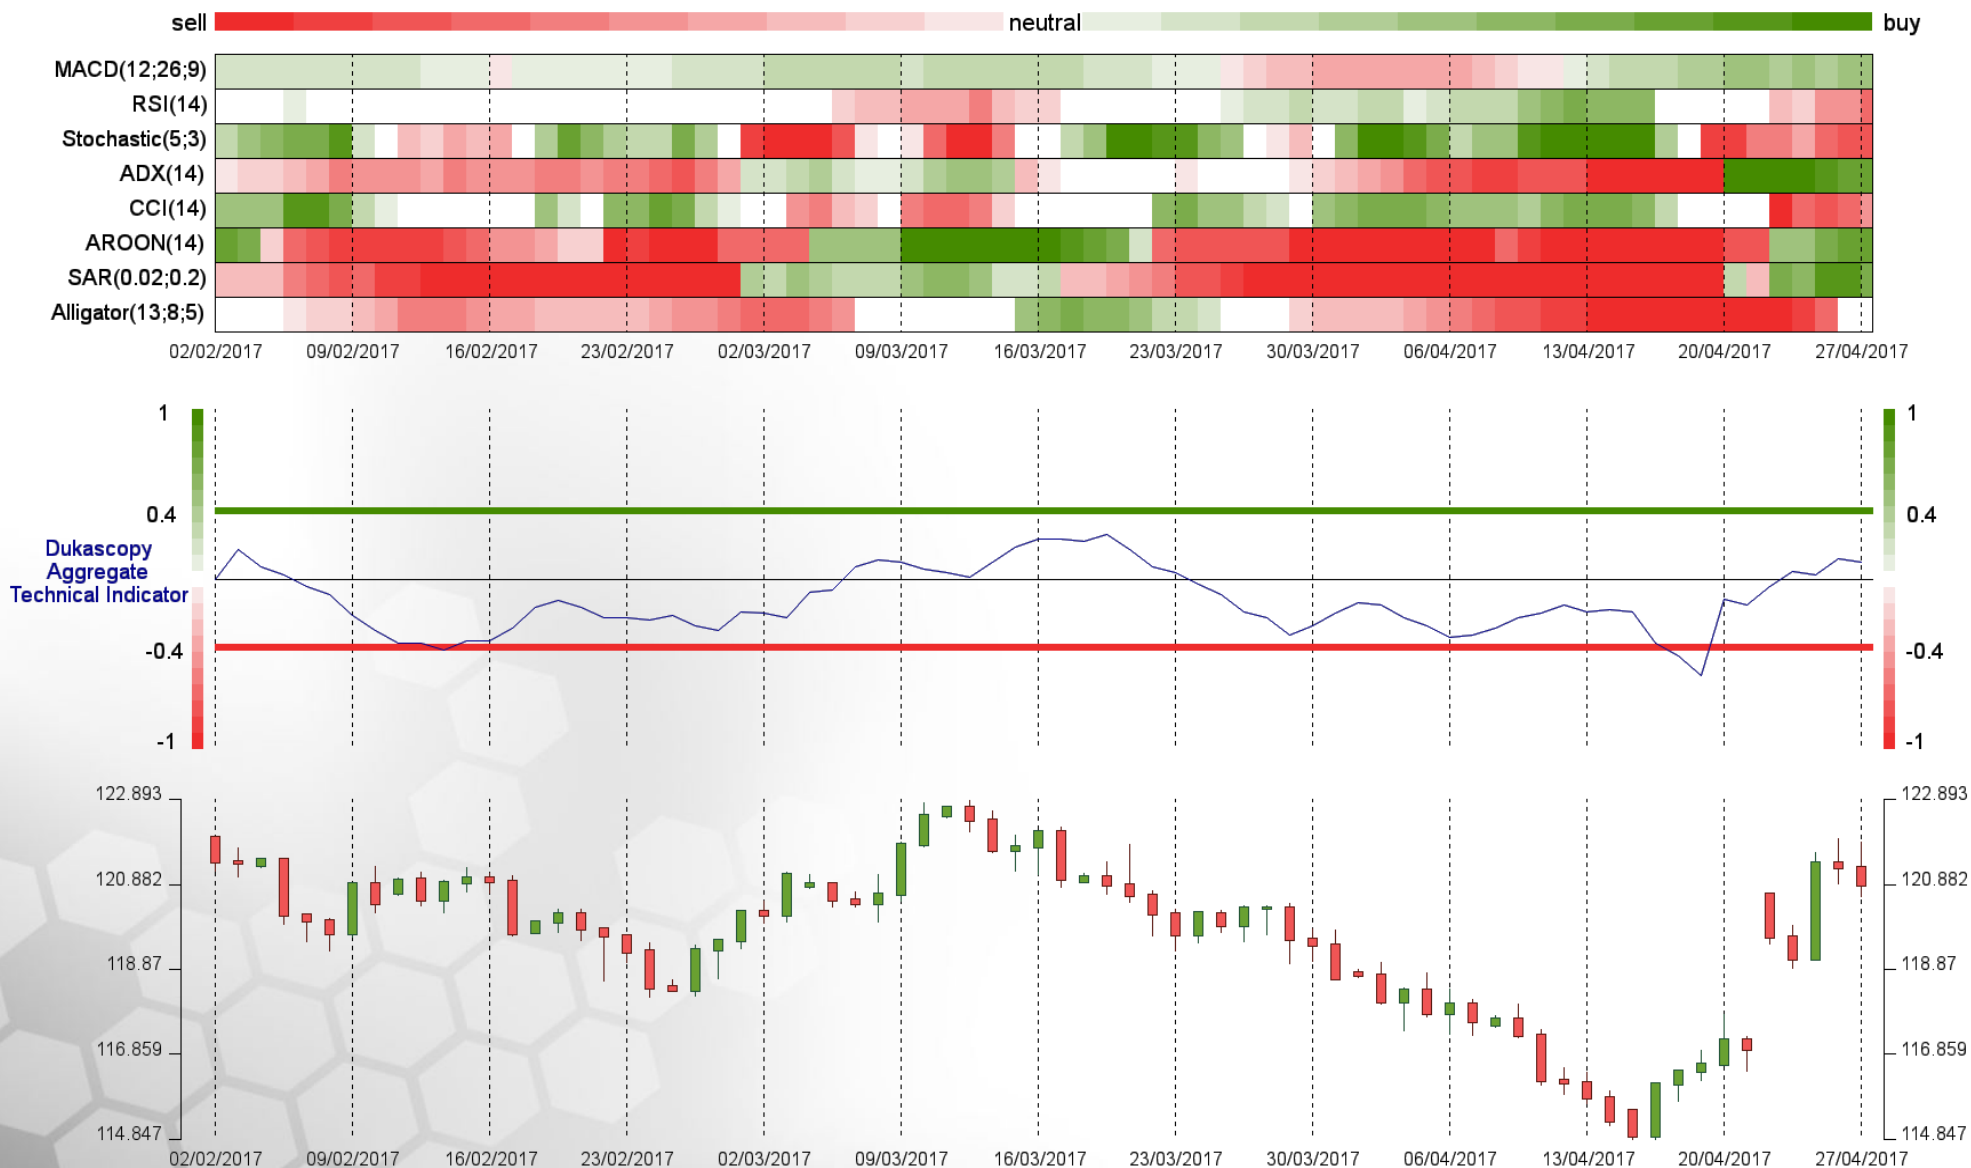 sell neutral buy
MACD(12;26;9)
RSI(14)
Stochastic(5;3)
ADX(14)
CCI(14)
AROON(14)
SAR(0.02;0.2)
Alligator(13;8;5)
02/02/2017 09/02/2017 16/02/2017 23/02/2017 02/03/2017 09/03/2017 16/03/2017 23/03/2017 30/03/2017 06/04/2017 13/04/2017 20/04/2017 27/04/2017
1 1
0.4 0.4
Dukascopy
Aggregate
Technical Indicator
-0.4 -0.4
-1 -1
122.893 122.893
120.882 120.882
118.87 118.87
116.859 116.859
114.847 114.847
02/02/2017 09/02/2017 16/02/2017 23/02/2017 02/03/2017 09/03/2017 16/03/2017 23/03/2017 30/03/2017 06/04/2017 13/04/2017 20/04/2017 27/04/2017